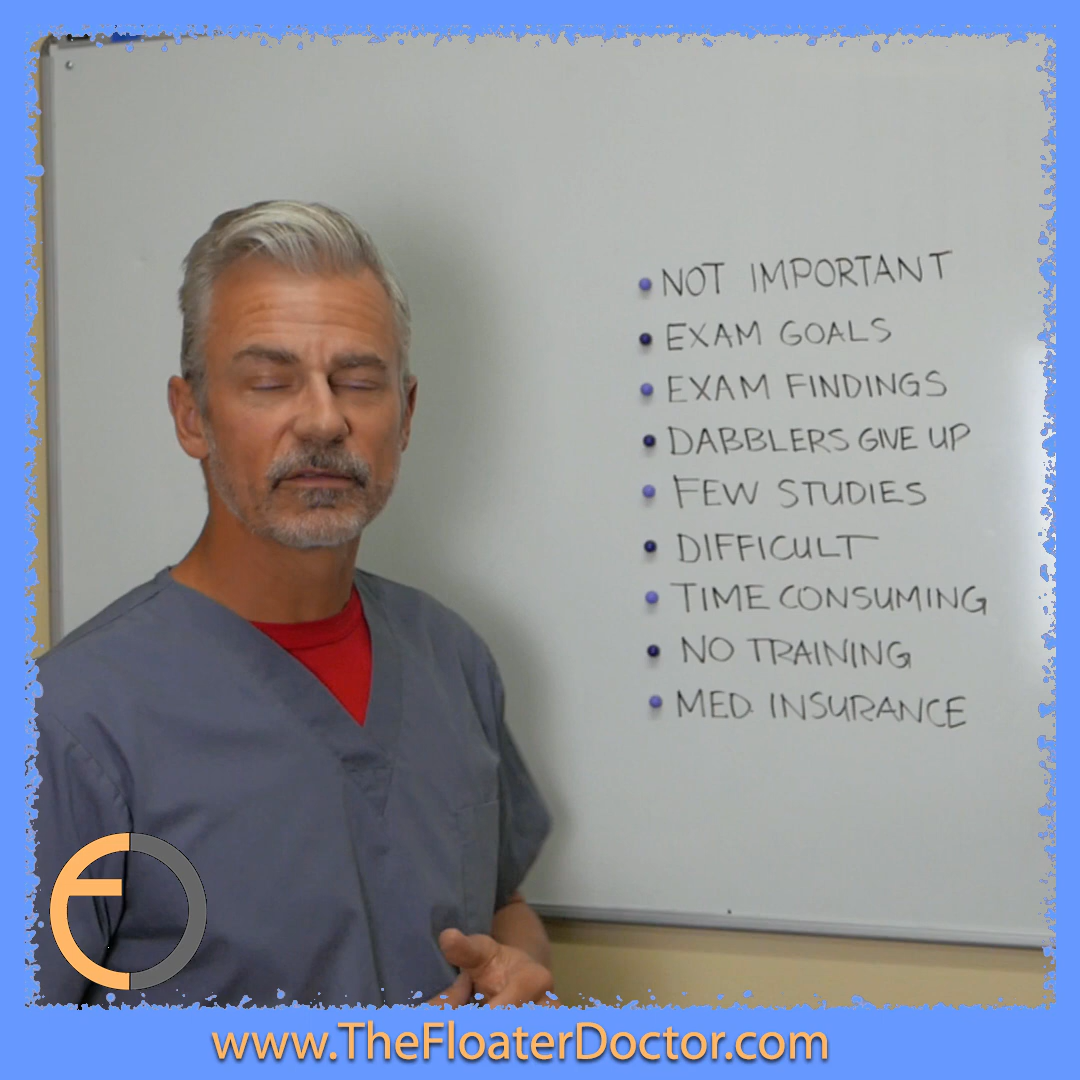 NOT IMPORTANT
EXAM GOALS
EXAM FINDINGS
DABBLERS GIVE UP
FEW STUDIES
DIFFICULT
TIME CONSUMING
NO TRAINING
MED. INSURANCE
www.TheFloaterDoctor.com